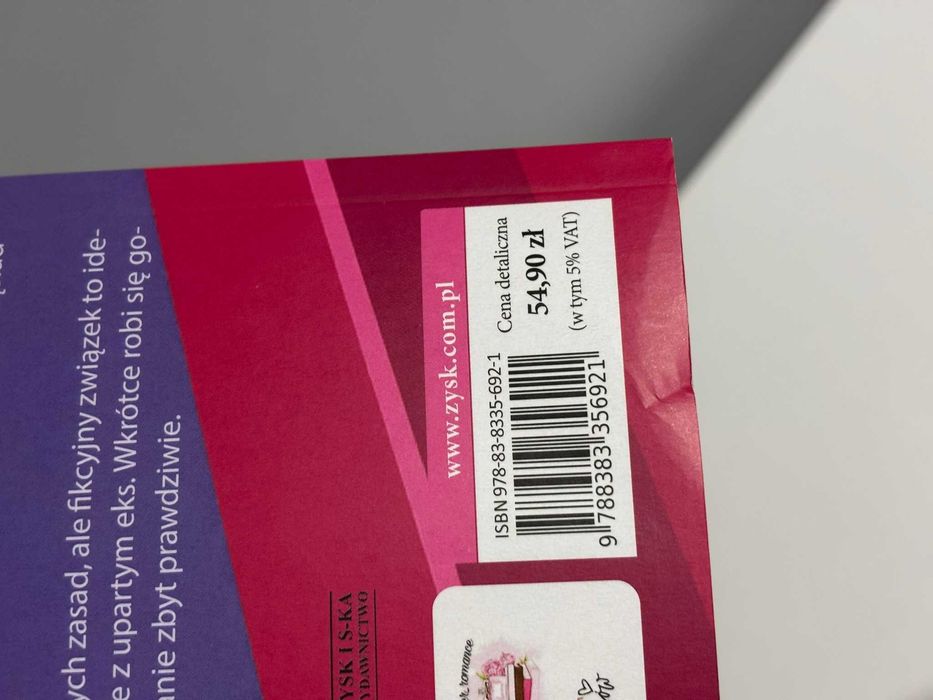 ych zasad, ale fikcyjny związek to ide-
e z upartym eks. Wkrótce robi się go-
anie zbyt prawdziwie.
YSK I S-KA
YDAWNICTWO
www.zysk.com.pl
ISBN 978-83-8335-692-1
9 788383 356921
Cena detaliczna
54,90 zł
(w tym 5% VAT)
romance